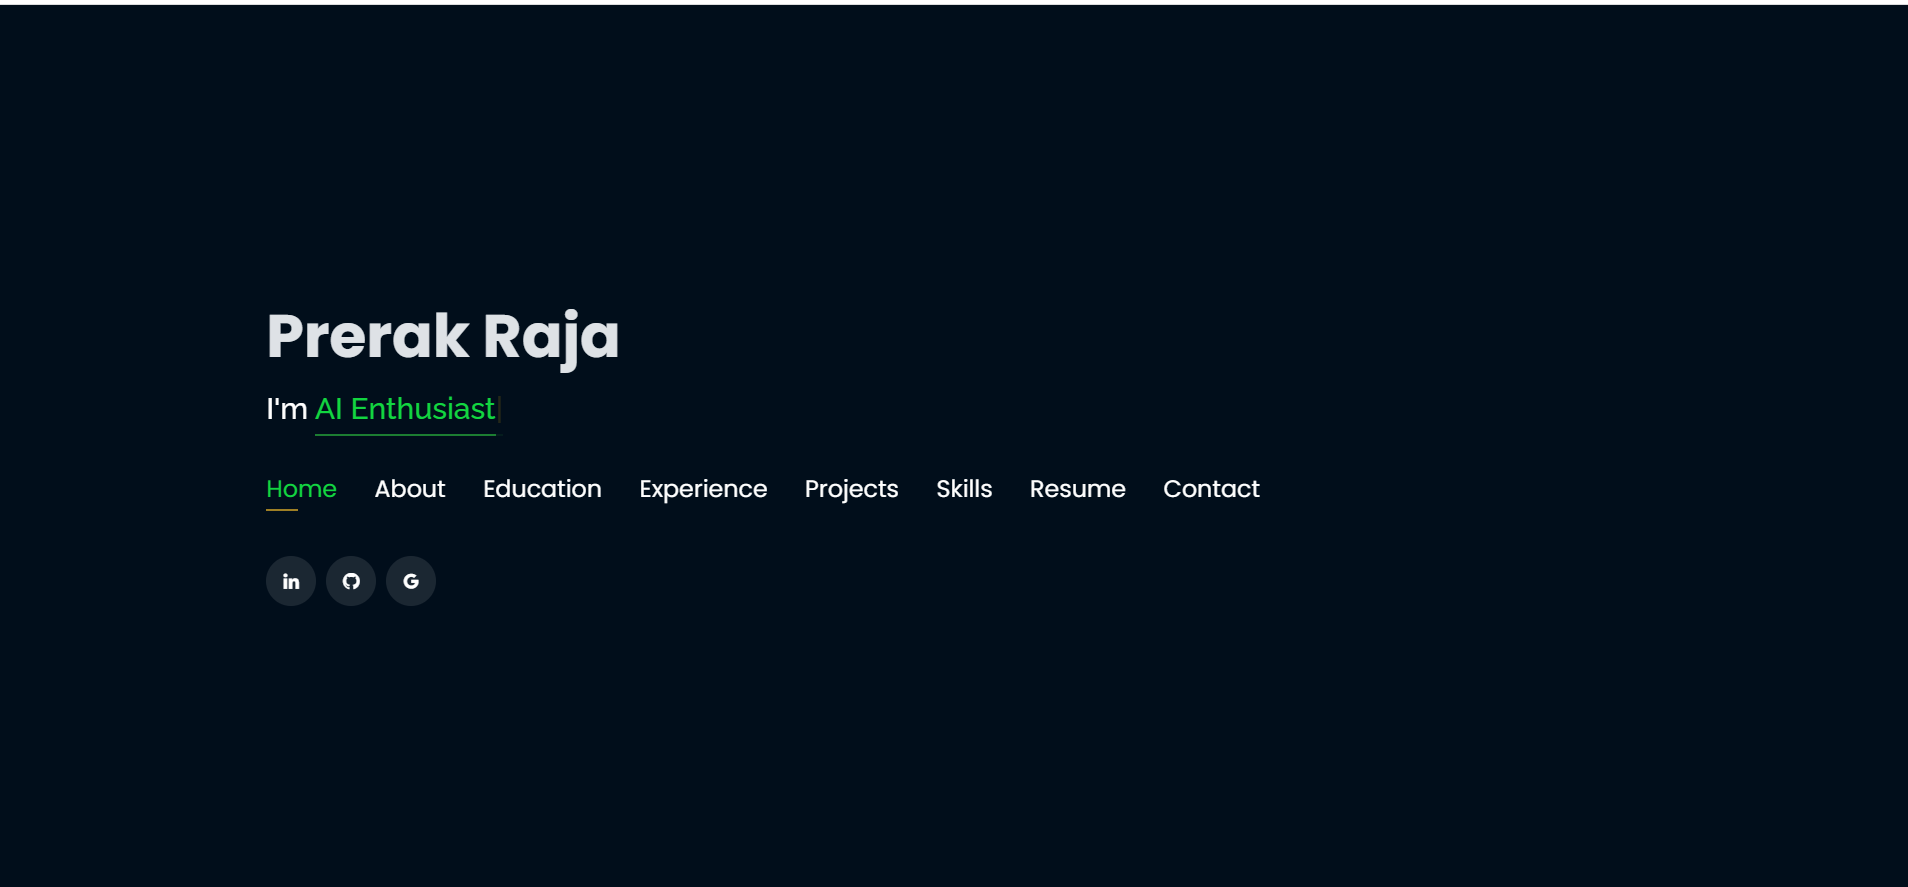 Prerak Raja
I'm AI Enthusiast|
Home About Education Experience Projects Skills Resume Contact
in G